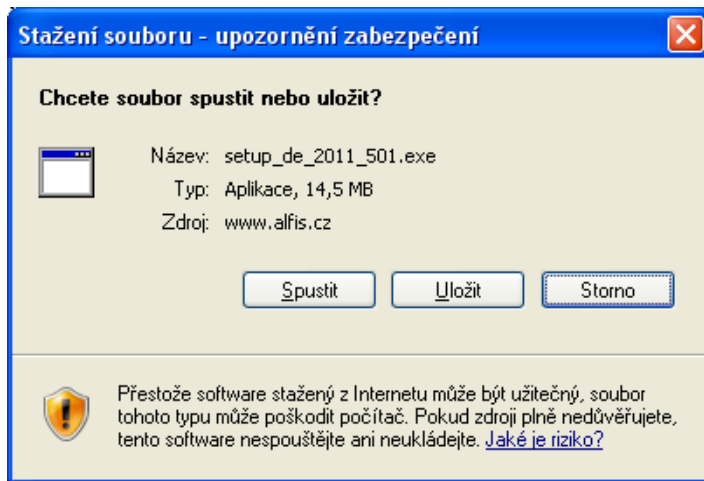 Stažení souboru - upozornění zabezpečení
Chcete soubor spustit nebo uložit?
Název: setup_de_2011_501.exe
Typ: Aplikace, 14,5 MB
Zdroj: www.alfis.cz
Spustit Uložit Storno
Přestože software stažený z Internetu může být užitečný, soubor
tohoto typu může poškodit počítač. Pokud zdroji plně nedůvěřujete,
tento software nespouštějte ani neukládejte. Jaké je riziko?